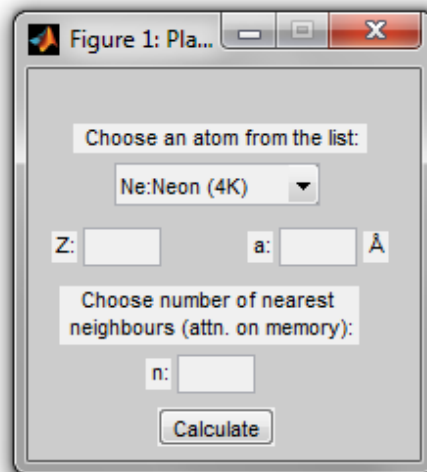 Figure 1: Pla...
Choose an atom from the list:
Ne:Neon (4K)
Z: a: Å
Choose number of nearest
neighbours (attn. on memory):
n:
Calculate